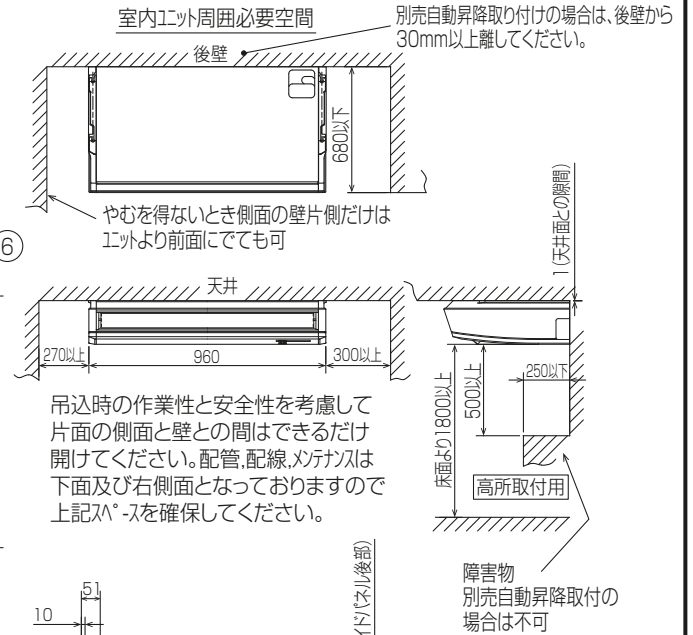 室内ユニット周囲必要空間
別売自動昇降取り付けの場合は、後壁から
30mm以上離してください。
後壁
680以下
やむを得ないとき側面の壁片側だけは
ユニットより前面にでても可
6
1(天井面との隙間)
天井
270以上
960
300以上
250以下
500以上
床面より1800以上
吊込時の作業性と安全性を考慮して
片面の側面と壁との間はできるだけ
開けてください。配管,配線,メンテナンスは
下面及び右側面となっておりますので
上記スペースを確保してください。
高所取付用
障害物
別売自動昇降取付の
場合は不可
51
10
イドパネル後部)